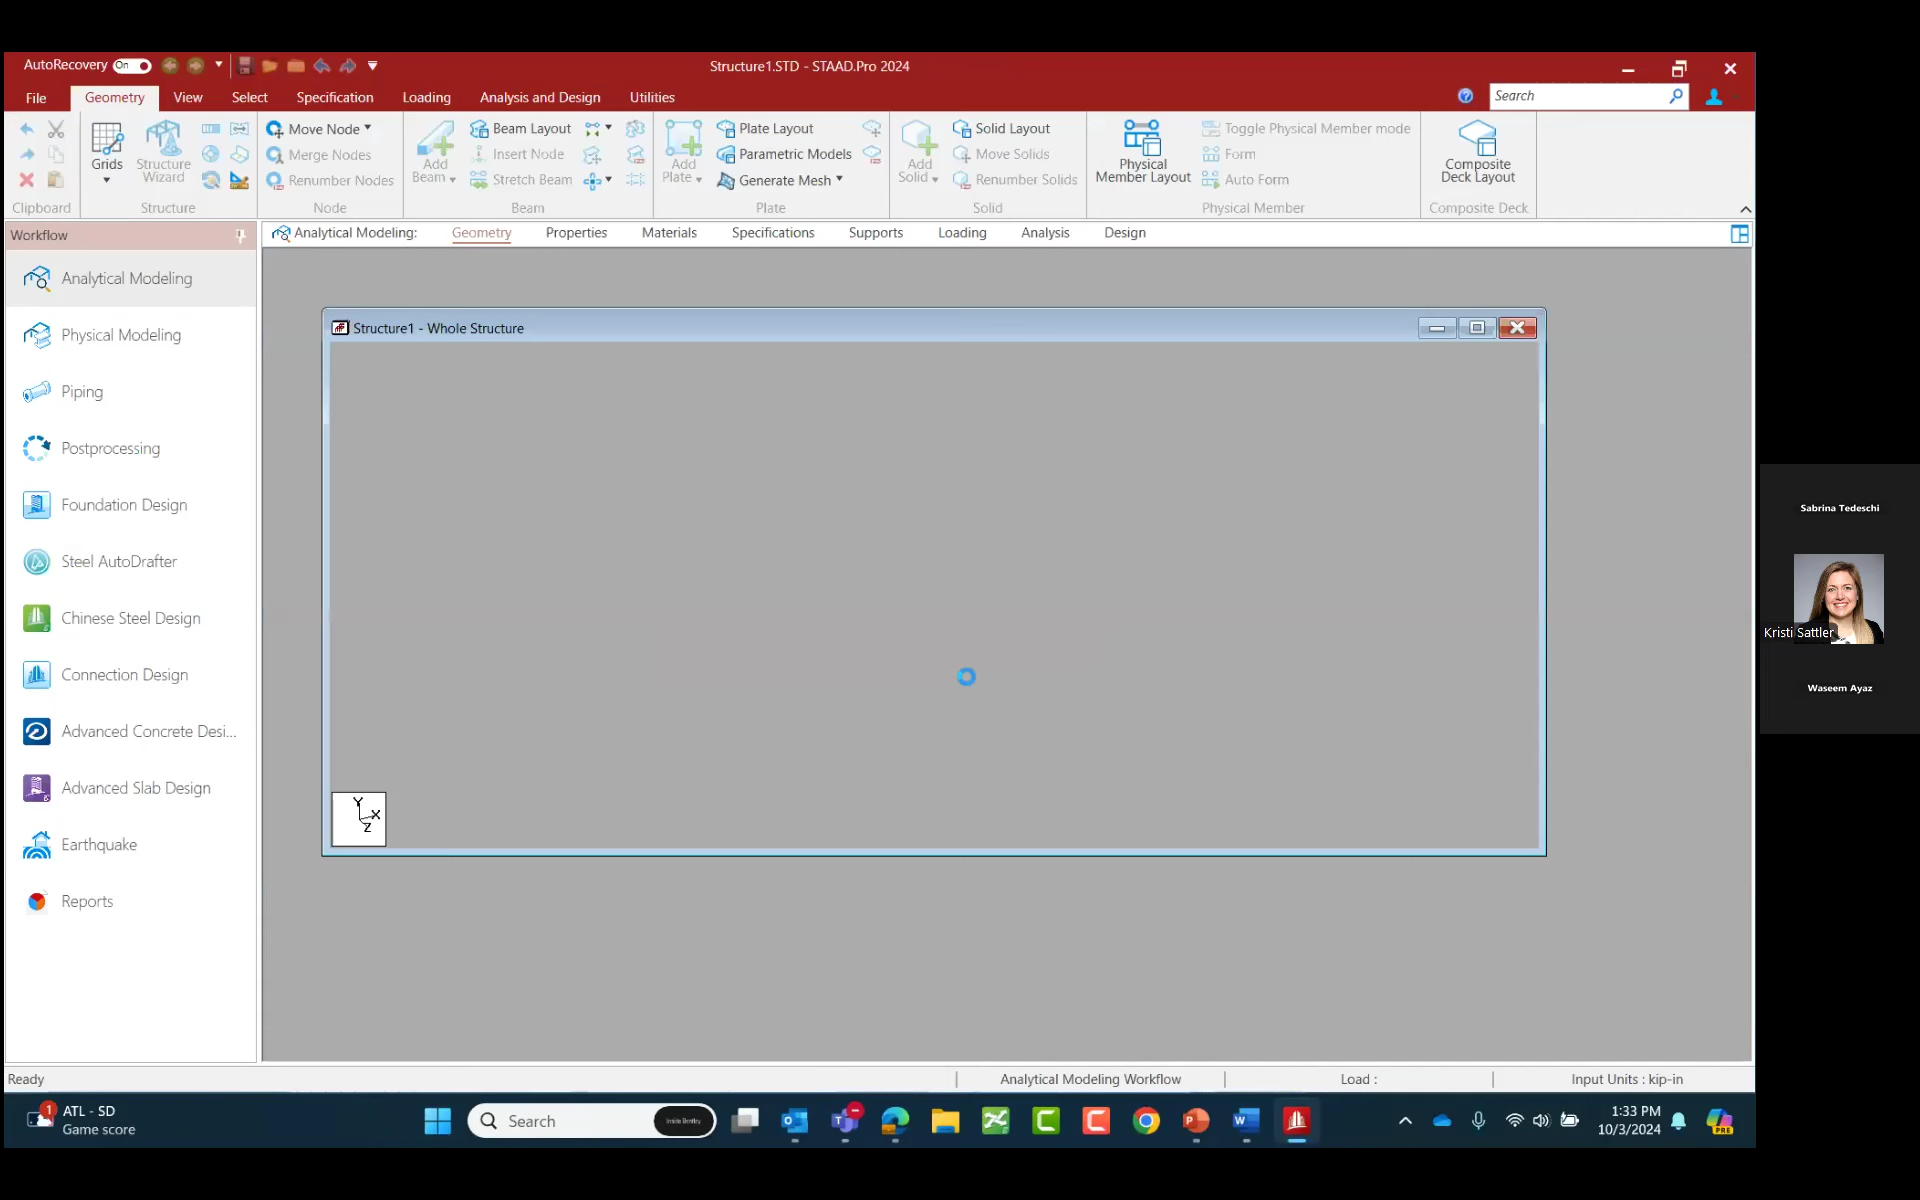 AutoRecovery On
Structure1.STD - STAAD.Pro 2024
File Geometry View Select Specification Loading Analysis and Design Utilities
Search
Grids
Structure Wizard
Move Node
Merge Nodes
Renumber Nodes
Add Beam
Beam Layout
Insert Node
Stretch Beam
Add Plate
Plate Layout
Parametric Models
Generate Mesh
Add Solid
Solid Layout
Move Solids
Renumber Solids
Physical Member Layout
Toggle Physical Member mode
Form
Auto Form
Composite Deck Layout
Clipboard Structure Node Beam Plate Solid Physical Member Composite Deck
Workflow
Analytical Modeling: Geometry Properties Materials Specifications Supports Loading Analysis Design
Analytical Modeling
Physical Modeling
Piping
Postprocessing
Foundation Design
Steel AutoDrafter
Chinese Steel Design
Connection Design
Advanced Concrete Desi...
Advanced Slab Design
Earthquake
Reports
Structure1 - Whole Structure
Y
X
Z
Sabrina Tedeschi
Kristi Sattler
Waseem Ayaz
Ready
Analytical Modeling Workflow
Load :
Input Units : kip-in
1
ATL - SD
Game score
Search
Inside Bentley
1:33 PM
10/3/2024
PRE